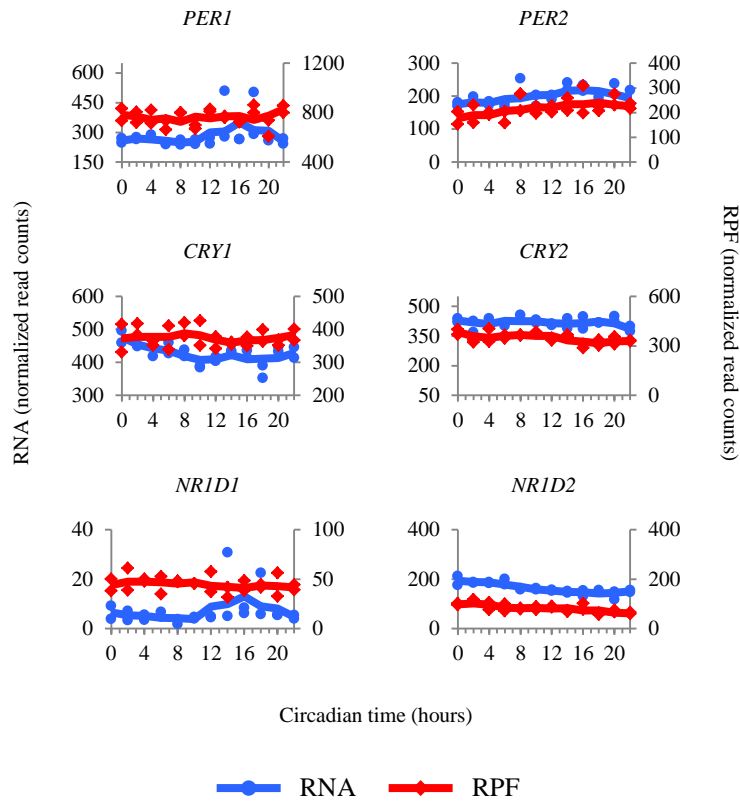 PER1
PER2
600
450
300
150
1200
800
400
0 4 8 12 16 20
300
200
100
0
400
300
200
100
0
0 4 8 12 16 20
CRY1
CRY2
600
500
400
300
500
400
300
200
0 4 8 12 16 20
500
350
200
50
600
300
0
0 4 8 12 16 20
NR1D1
NR1D2
40
20
0
100
50
0
0 4 8 12 16 20
400
200
0
400
200
0
0 4 8 12 16 20
RNA (normalized read counts)
RPF (normalized read counts)
Circadian time (hours)
RNA RPF